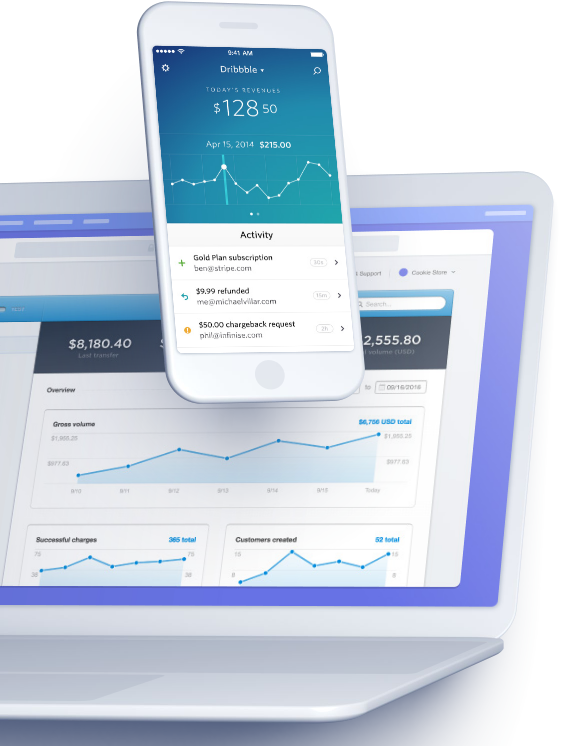 9:41 AM
Dribbble
TODAY'S REVENUES
$128 50
Apr 15, 2014 $215.00
Activity
Gold Plan subscription
ben@stripe.com
$9.99 refunded
me@michaelvillar.com
$50.00 chargeback request
phil@infinise.com
Support
Cookie Store
Search...
$8,180.40
Last transfer
2,555.80
volume (USD)
Overview
to 09/16/2016
Gross volume
USD total
$1,955.25
$1,955.25
$977.63
$977.63
9/10 9/11 9/12 9/13 9/14 9/15 Today
Successful charges
365 total
75
75
38
38
Customers created
52 total
15
15
8
8